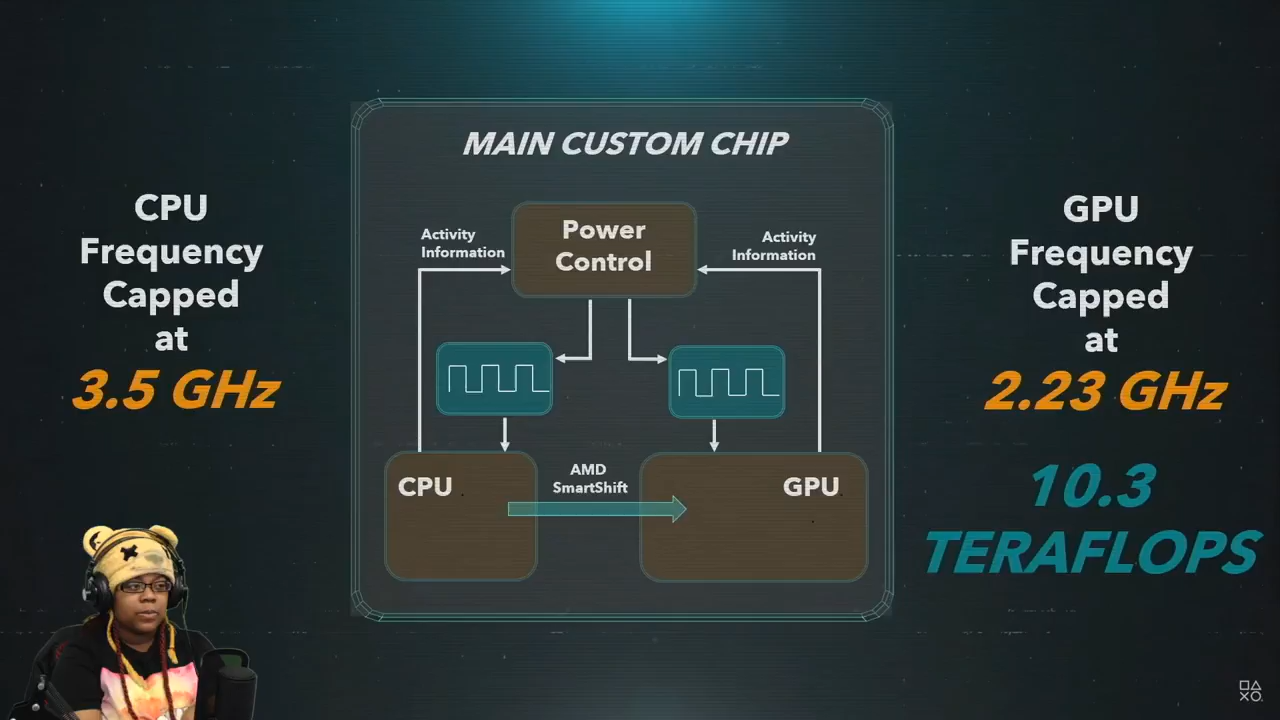 MAIN CUSTOM CHIP
CPU
Frequency
Capped
at
3.5 GHz
Activity
Information
Power
Control
Activity
Information
AMD
SmartShift
CPU
GPU
GPU
Frequency
Capped
at
2.23 GHz
10.3
TERAFLOPS